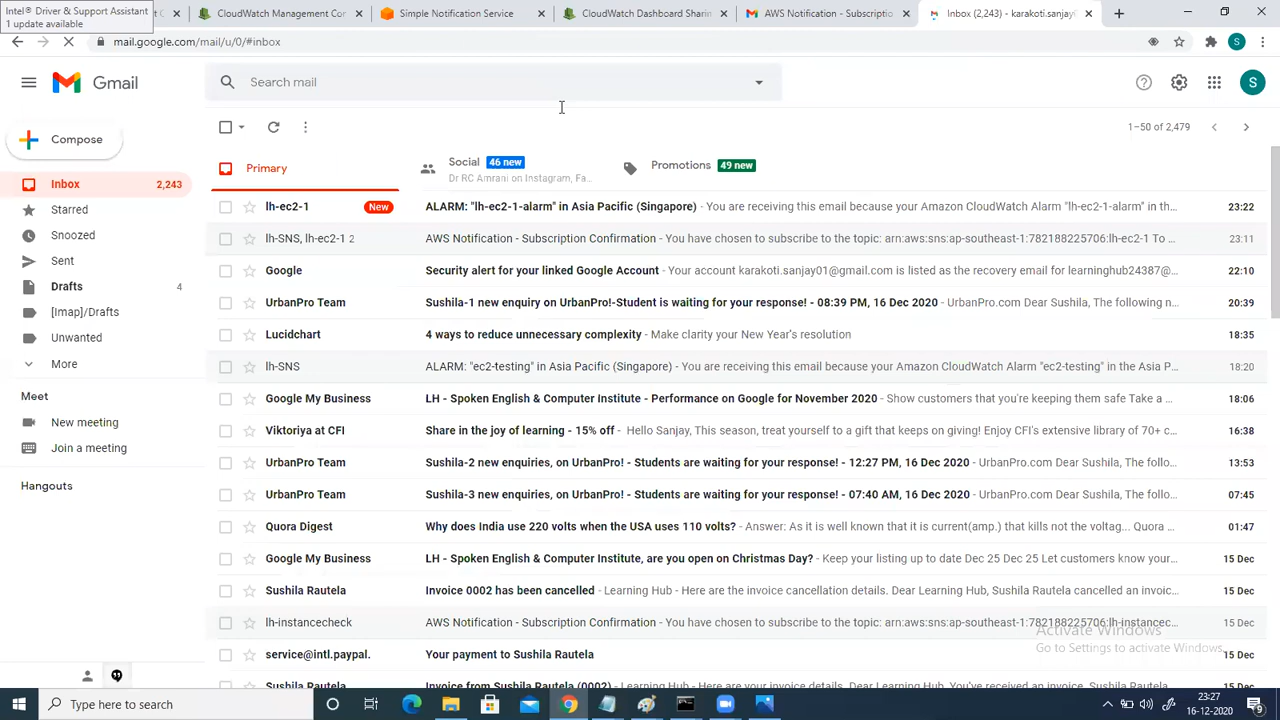 Intel® Driver & Support Assistant
1 update available
CloudWatch Management Con
Simple Notification Service
CloudWatch Dashboard Sharin
AWS Notification - Subscriptio
Inbox (2,243) - karakoti.sanjay
mail.google.com/mail/u/0/#inbox
S
Gmail
Search mail
S
Compose
1–50 of 2,479
Inbox 2,243
Starred
Snoozed
Sent
Drafts 4
[Imap]/Drafts
Unwanted
More
Meet
New meeting
Join a meeting
Hangouts
Primary
Social 46 new
Dr RC Amrani on Instagram, Fa...
Promotions 49 new
lh-ec2-1 New ALARM: "lh-ec2-1-alarm" in Asia Pacific (Singapore) - You are receiving this email because your Amazon CloudWatch Alarm "lh-ec2-1-alarm" in th... 23:22
lh-SNS, lh-ec2-1 2 AWS Notification - Subscription Confirmation - You have chosen to subscribe to the topic: arn:aws:sns:ap-southeast-1:782188225706:lh-ec2-1 To ... 23:11
Google Security alert for your linked Google Account - Your account karakoti.sanjay01@gmail.com is listed as the recovery email for learninghub24387@... 22:10
UrbanPro Team Sushila-1 new enquiry on UrbanPro!-Student is waiting for your response! - 08:39 PM, 16 Dec 2020 - UrbanPro.com Dear Sushila, The following n... 20:39
Lucidchart 4 ways to reduce unnecessary complexity - Make clarity your New Year's resolution 18:35
lh-SNS ALARM: "ec2-testing" in Asia Pacific (Singapore) - You are receiving this email because your Amazon CloudWatch Alarm "ec2-testing" in the Asia P... 18:20
Google My Business LH - Spoken English & Computer Institute - Performance on Google for November 2020 - Show customers that you're keeping them safe Take a ... 18:06
Viktoriya at CFI Share in the joy of learning - 15% off - Hello Sanjay, This season, treat yourself to a gift that keeps on giving! Enjoy CFI's extensive library of 70+ c... 16:38
UrbanPro Team Sushila-2 new enquiries, on UrbanPro! - Students are waiting for your response! - 12:27 PM, 16 Dec 2020 - UrbanPro.com Dear Sushila, The follo... 13:53
UrbanPro Team Sushila-3 new enquiries, on UrbanPro! - Students are waiting for your response! - 07:40 AM, 16 Dec 2020 - UrbanPro.com Dear Sushila, The follo... 07:45
Quora Digest Why does India use 220 volts when the USA uses 110 volts? - Answer: As it is well known that it is current(amp.) that kills not the voltag... Quora ... 01:47
Google My Business LH - Spoken English & Computer Institute, are you open on Christmas Day? - Keep your listing up to date Dec 25 Dec 25 Let customers know your... 15 Dec
Sushila Rautela Invoice 0002 has been cancelled - Learning Hub - Here are the invoice cancellation details. Dear Learning Hub, Sushila Rautela cancelled an invoic... 15 Dec
lh-instancecheck AWS Notification - Subscription Confirmation - You have chosen to subscribe to the topic: arn:aws:sns:ap-southeast-1:782188225706:lh-instancec... 15 Dec
Activate Windows
Go to Settings to activate Windows.
service@intl.paypal. Your payment to Sushila Rautela 15 Dec
Sushila Rautela Invoice from Sushila Rautela (0002) - Learning Hub - Here are your invoice details. Dear Learning Hub, You've received an invoice... 15 Dec
Type here to search
23:27
16-12-2020